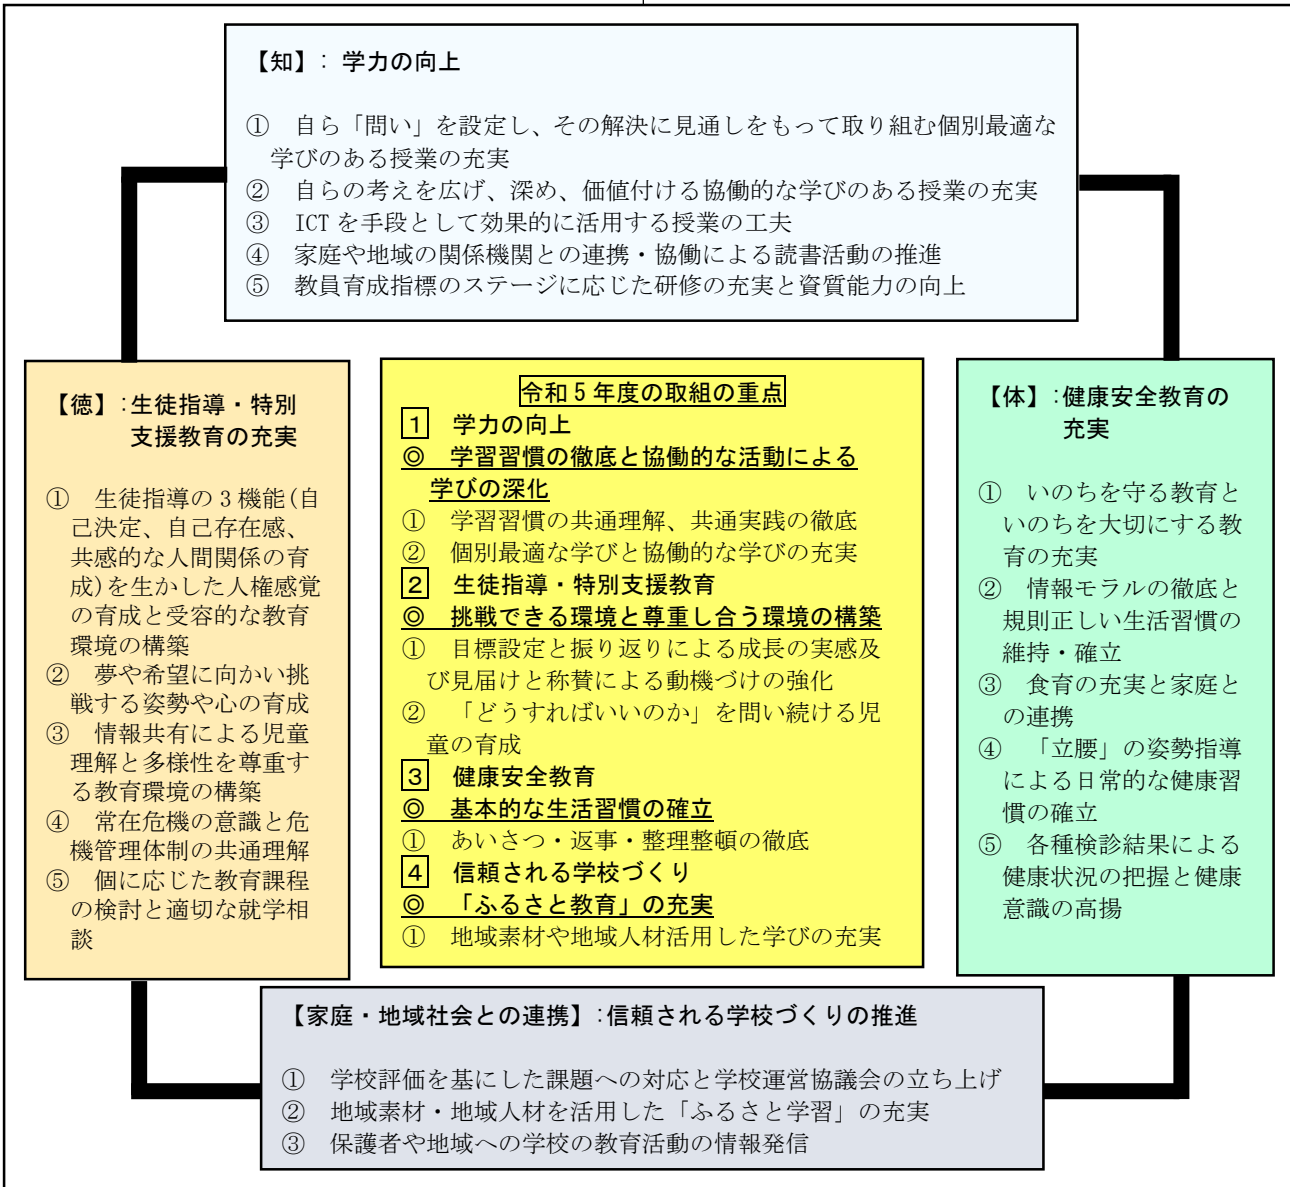 【知】：学力の向上
① 自ら「問い」を設定し、その解決に見通しをもって取り組む個別最適な
学びのある授業の充実
② 自らの考えを広げ、深め、価値付ける協働的な学びのある授業の充実
③ ICTを手段として効果的に活用する授業の工夫
④ 家庭や地域の関係機関との連携・協働による読書活動の推進
⑤ 教員育成指標のステージに応じた研修の充実と資質能力の向上
【徳】：生徒指導・特別
支援教育の充実
① 生徒指導の3機能(自
己決定、自己存在感、
共感的な人間関係の育
成)を生かした人権感覚
の育成と受容的な教育
環境の構築
② 夢や希望に向かい挑
戦する姿勢や心の育成
③ 情報共有による児童
理解と多様性を尊重す
る教育環境の構築
④ 常在危機の意識と危
機管理体制の共通理解
⑤ 個に応じた教育課程
の検討と適切な就学相
談
令和5年度の取組の重点
1 学力の向上
◎ 学習習慣の徹底と協働的な活動による
学びの深化
① 学習習慣の共通理解、共通実践の徹底
② 個別最適な学びと協働的な学びの充実
2 生徒指導・特別支援教育
◎ 挑戦できる環境と尊重し合う環境の構築
① 目標設定と振り返りによる成長の実感及
び見届けと称賛による動機づけの強化
② 「どうすればいいのか」を問い続ける児
童の育成
3 健康安全教育
◎ 基本的な生活習慣の確立
① あいさつ・返事・整理整頓の徹底
4 信頼される学校づくり
◎ 「ふるさと教育」の充実
① 地域素材や地域人材活用した学びの充実
【体】：健康安全教育の
充実
① いのちを守る教育と
いのちを大切にする教
育の充実
② 情報モラルの徹底と
規則正しい生活習慣の
維持・確立
③ 食育の充実と家庭と
の連携
④ 「立腰」の姿勢指導
による日常的な健康習
慣の確立
⑤ 各種検診結果による
健康状況の把握と健康
意識の高揚
【家庭・地域社会との連携】：信頼される学校づくりの推進
① 学校評価を基にした課題への対応と学校運営協議会の立ち上げ
② 地域素材・地域人材を活用した「ふるさと学習」の充実
③ 保護者や地域への学校の教育活動の情報発信